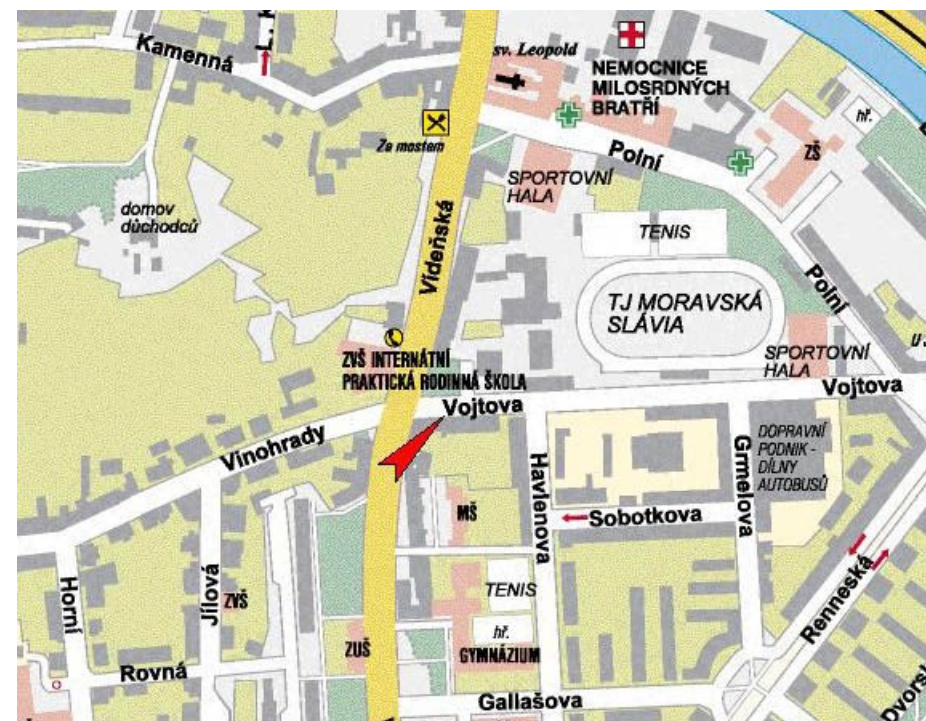 Kamenná
L. K
sv. Leopold
NEMOCNICE
MILOSRDNÝCH
BRATŘÍ
hř.
Za mostem
Polní
ZŠ
SPORTOVNÍ
HALA
domov
důchodců
TENIS
Vídeňská
Polní
TJ MORAVSKÁ
SLÁVIA
U
ZVŠ INTERNÁTNÍ
PRAKTICKÁ RODINNÁ ŠKOLA
SPORTOVNÍ
HALA
Vojtova
Vojtova
Vinohrady
DOPRAVNÍ
PODNIK -
DÍLNY
AUTOBUSŮ
Havlenova
Grmelova
MŠ
Sobotkova
Horní
Jílová
ZVŠ
TENIS
Renneská
hř.
ZUŠ
GYMNÁZIUM
Rovná
Gallašova
Dvorsk